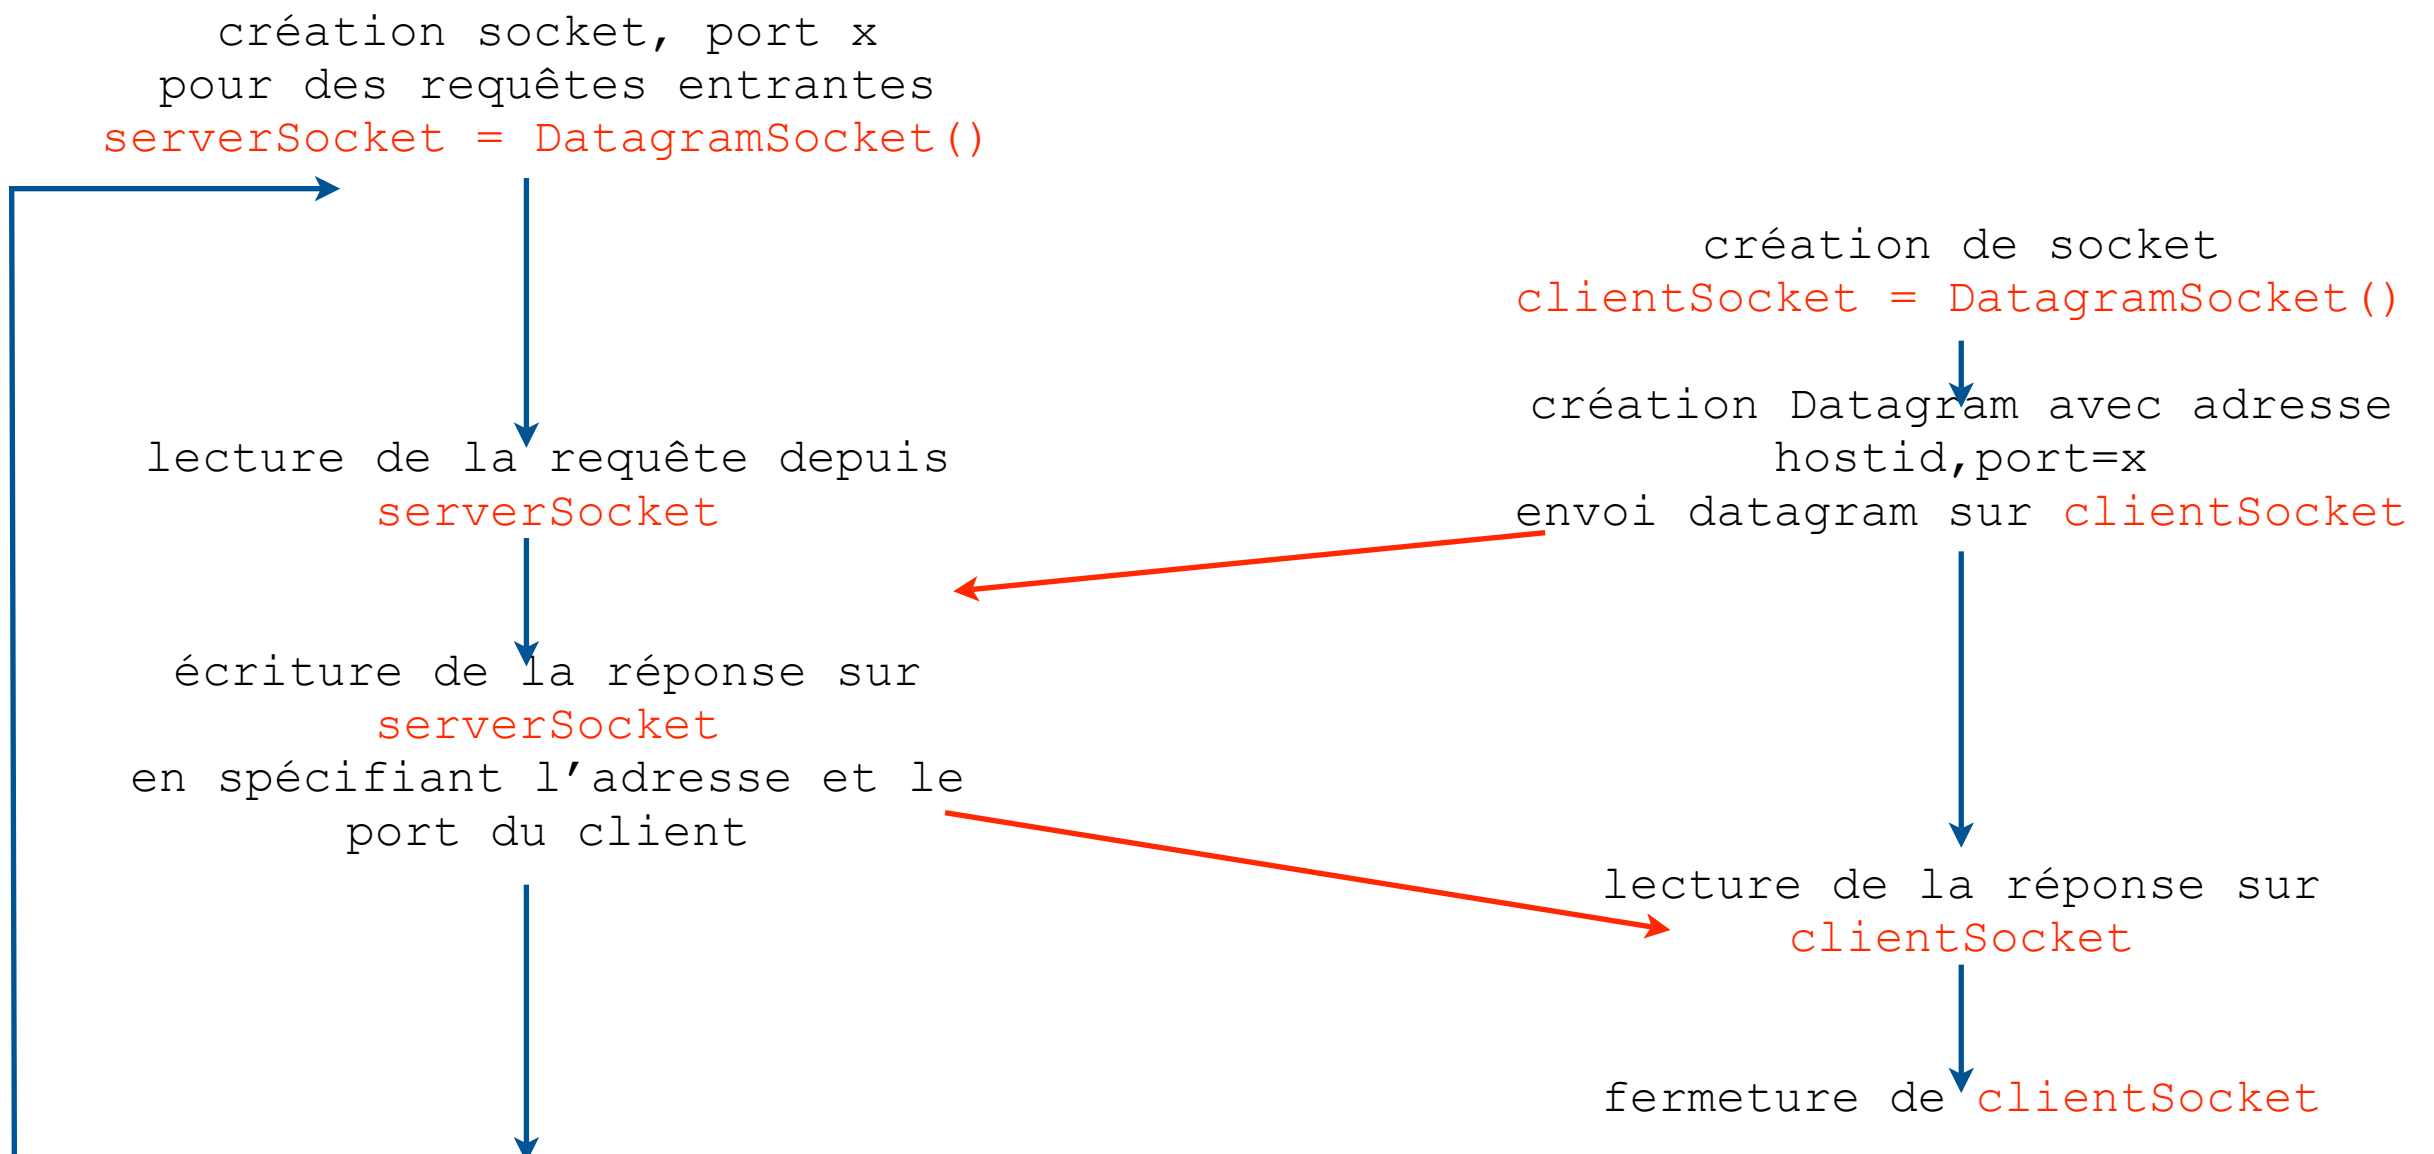 création socket, port x
pour des requêtes entrantes
serverSocket = DatagramSocket()
lecture de la requête depuis
serverSocket
écriture de la réponse sur
serverSocket
en spécifiant l’adresse et le
port du client
création de socket
clientSocket = DatagramSocket()
création Datagram avec adresse
hostid,port=x
envoi datagram sur clientSocket
lecture de la réponse sur
clientSocket
fermeture de clientSocket